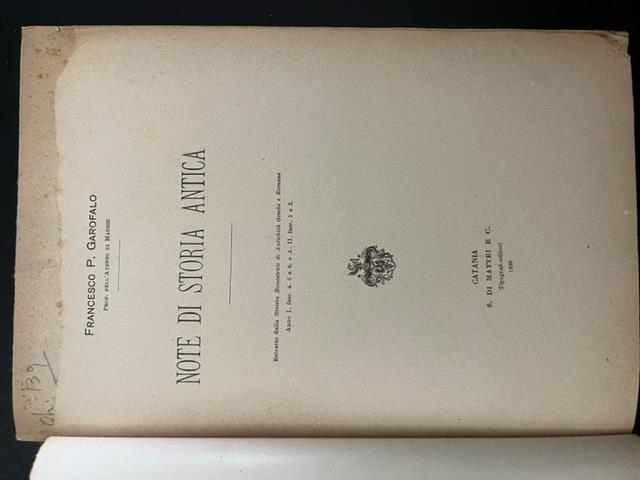 FRANCESCO P. GAROFALO
PROF. NELL'ATENEO DI MADRID
NOTE DI STORIA ANTICA
Estratto dalla Rivista Bimestrale di Antichità Greche e Romane
Anno I, fasc. 4, 5 e 6, e A. II. fasc. 1 e 2.
CATANIA
S. DI MATTEI E C.
Tipografi editori
1899